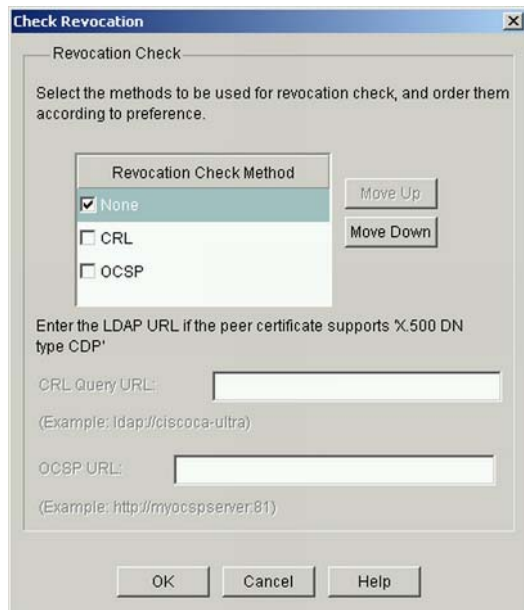 Check Revocation
Revocation Check
Select the methods to be used for revocation check, and order them
according to preference.
Revocation Check Method
None
CRL
OCSP
Move Up
Move Down
Enter the LDAP URL if the peer certificate supports 'X.500 DN
type CDP'
CRL Query URL:
(Example: ldap://ciscoca-ultra)
OCSP URL:
(Example: http://myocspserver:81)
OK
Cancel
Help